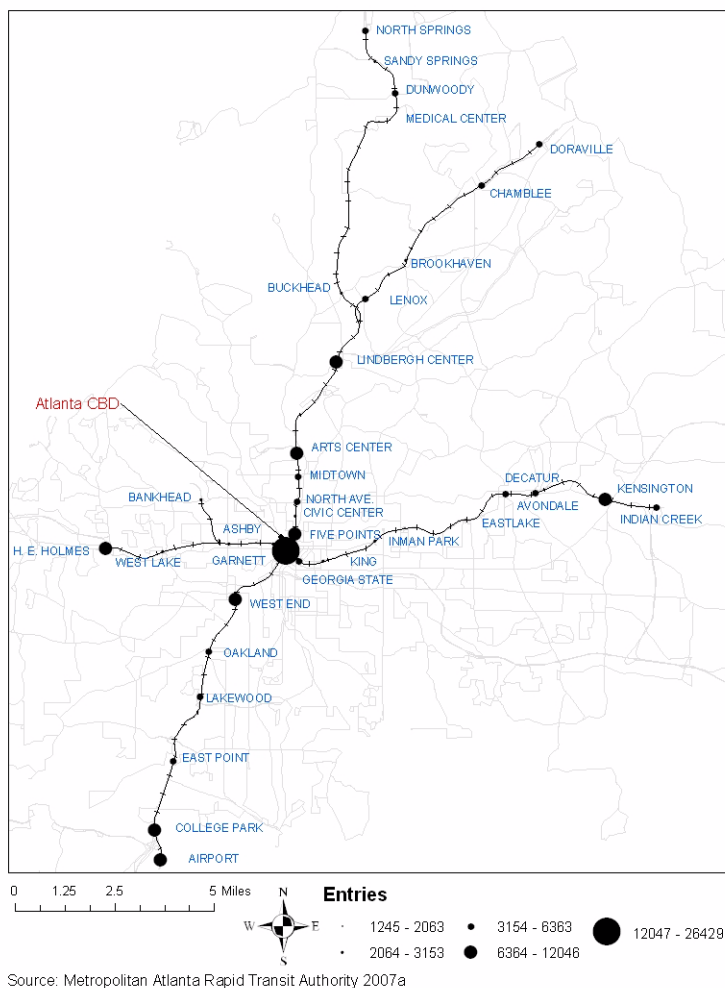 NORTH SPRINGS
SANDY SPRINGS
DUNWOODY
MEDICAL CENTER
DORAVILLE
CHAMBLEE
BROOKHAVEN
BUCKHEAD
LENOX
LINDBERGH CENTER
Atlanta CBD
ARTS CENTER
MIDTOWN
DECATUR
KENSINGTON
BANKHEAD
NORTH AVE.
AVONDALE
CIVIC CENTER
INDIAN CREEK
ASHBY
EASTLAKE
FIVE POINTS
INMAN PARK
H. E. HOLMES
WEST LAKE
GARNETT
KING
GEORGIA STATE
WEST END
OAKLAND
LAKEWOOD
EAST POINT
COLLEGE PARK
AIRPORT
0 1.25 2.5 5 Miles
N
W E
S
Entries
1245 - 2063
2064 - 3153
3154 - 6363
6364 - 12046
12047 - 26429
Source: Metropolitan Atlanta Rapid Transit Authority 2007a